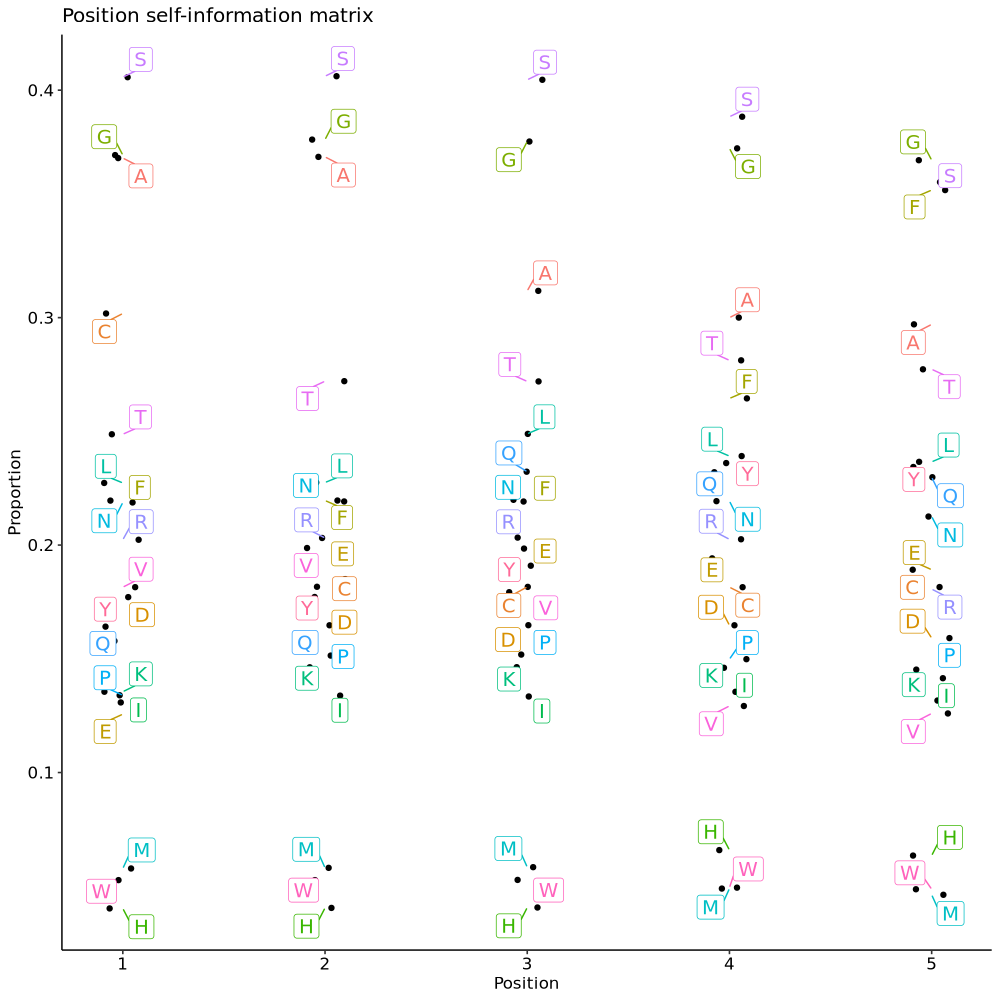 Position self-information matrix
S S S S
G G G G G
A A S
F
A A
C T A
T F T
T L
T L L L
L F N Q Q Y Y
N R N F Q N Q
R F R N R N
V E E E E
V Y C R
Y D C C V D C
Q Y D D P D P
P K Q P K P K
I K K I I
E I I V V
M M M H H
W W W W W
H H H M M
0.4
0.3
0.2
0.1
1 2 3 4 5
Proportion
Position